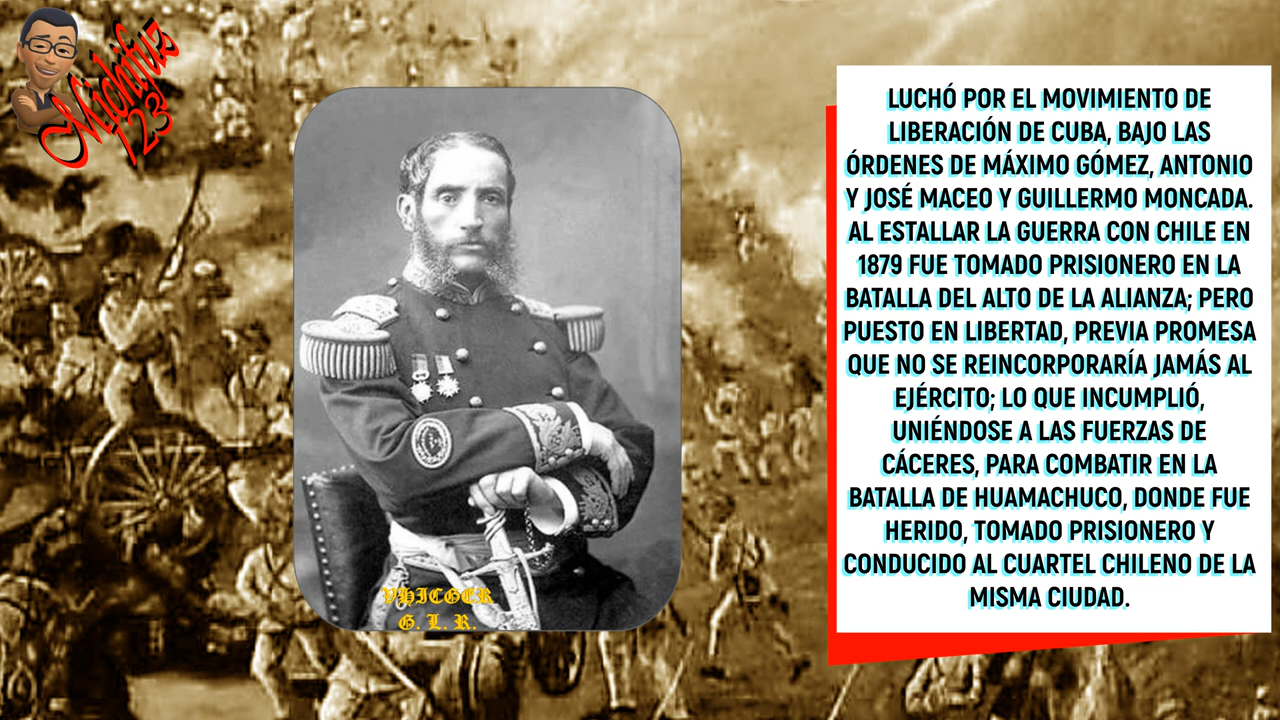 Michifuz
123
LUCHÓ POR EL MOVIMIENTO DE
LIBERACIÓN DE CUBA, BAJO LAS
ÓRDENES DE MÁXIMO GÓMEZ, ANTONIO
Y JOSÉ MACEO Y GUILLERMO MONCADA.
AL ESTALLAR LA GUERRA CON CHILE EN
1879 FUE TOMADO PRISIONERO EN LA
BATALLA DEL ALTO DE LA ALIANZA; PERO
PUESTO EN LIBERTAD, PREVIA PROMESA
QUE NO SE REINCORPORARÍA JAMÁS AL
EJÉRCITO; LO QUE INCUMPLIÓ,
UNIÉNDOSE A LAS FUERZAS DE
CÁCERES, PARA COMBATIR EN LA
BATALLA DE HUAMACHUCO, DONDE FUE
HERIDO, TOMADO PRISIONERO Y
CONDUCIDO AL CUARTEL CHILENO DE LA
MISMA CIUDAD.
VHICGER
G. L. R.